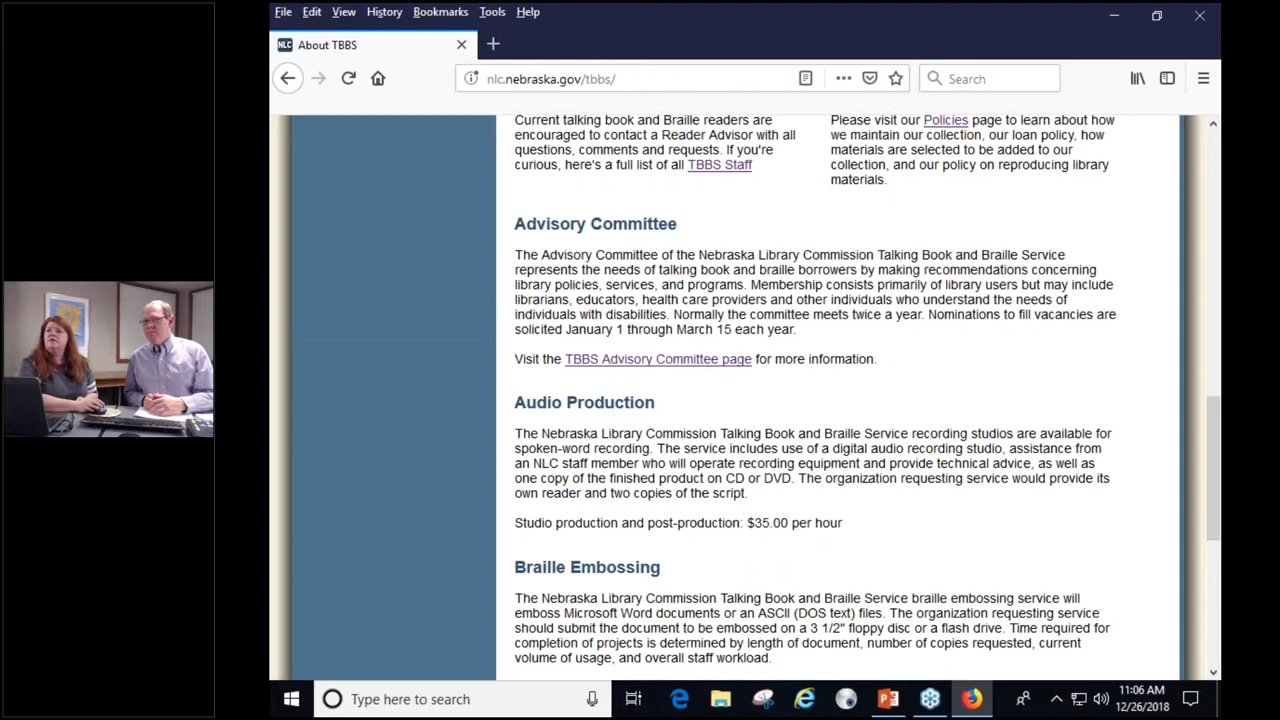 File Edit View History Bookmarks Tools Help
NLC About TBBS
nlc.nebraska.gov/tbbs/
Search
Current talking book and Braille readers are
encouraged to contact a Reader Advisor with all
questions, comments and requests. If you're
curious, here's a full list of all TBBS Staff
Please visit our Policies page to learn about how
we maintain our collection, our loan policy, how
materials are selected to be added to our
collection, and our policy on reproducing library
materials.
Advisory Committee
The Advisory Committee of the Nebraska Library Commission Talking Book and Braille Service
represents the needs of talking book and braille borrowers by making recommendations concerning
library policies, services, and programs. Membership consists primarily of library users but may include
librarians, educators, health care providers and other individuals who understand the needs of
individuals with disabilities. Normally the committee meets twice a year. Nominations to fill vacancies are
solicited January 1 through March 15 each year.
Visit the TBBS Advisory Committee page for more information.
Audio Production
The Nebraska Library Commission Talking Book and Braille Service recording studios are available for
spoken-word recording. The service includes use of a digital audio recording studio, assistance from
an NLC staff member who will operate recording equipment and provide technical advice, as well as
one copy of the finished product on CD or DVD. The organization requesting service would provide its
own reader and two copies of the script.
Studio production and post-production: $35.00 per hour
Braille Embossing
The Nebraska Library Commission Talking Book and Braille Service braille embossing service will
emboss Microsoft Word documents or an ASCII (DOS text) files. The organization requesting service
should submit the document to be embossed on a 3 1/2" floppy disc or a flash drive. Time required for
completion of projects is determined by length of document, number of copies requested, current
volume of usage, and overall staff workload.
Type here to search
11:06 AM
12/26/2018